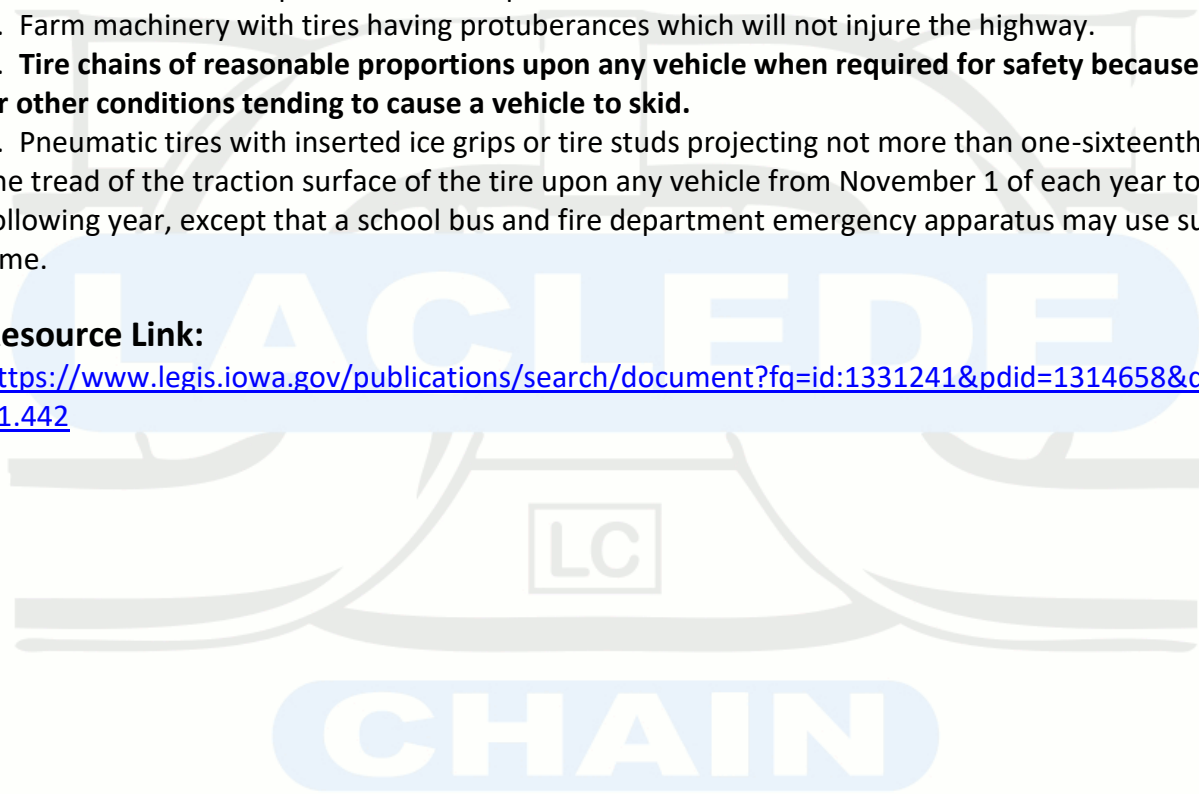 . Farm machinery with tires having protuberances which will not injure the highway.
. Tire chains of reasonable proportions upon any vehicle when required for safety because
r other conditions tending to cause a vehicle to skid.
. Pneumatic tires with inserted ice grips or tire studs projecting not more than one-sixteenth
he tread of the traction surface of the tire upon any vehicle from November 1 of each year to
ollowing year, except that a school bus and fire department emergency apparatus may use su
me.
esource Link:
ttps://www.legis.iowa.gov/publications/search/document?fq=id:1331241&pdid=1314658&
1.442
LACLEDE
LC
CHAIN